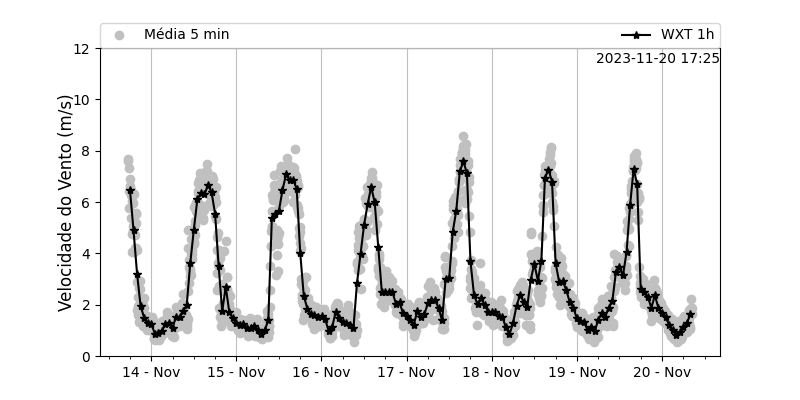 Média 5 min
WXT 1h
2023-11-20 17:25
Velocidade do Vento (m/s)
12
10
8
6
4
2
0
14 - Nov
15 - Nov
16 - Nov
17 - Nov
18 - Nov
19 - Nov
20 - Nov